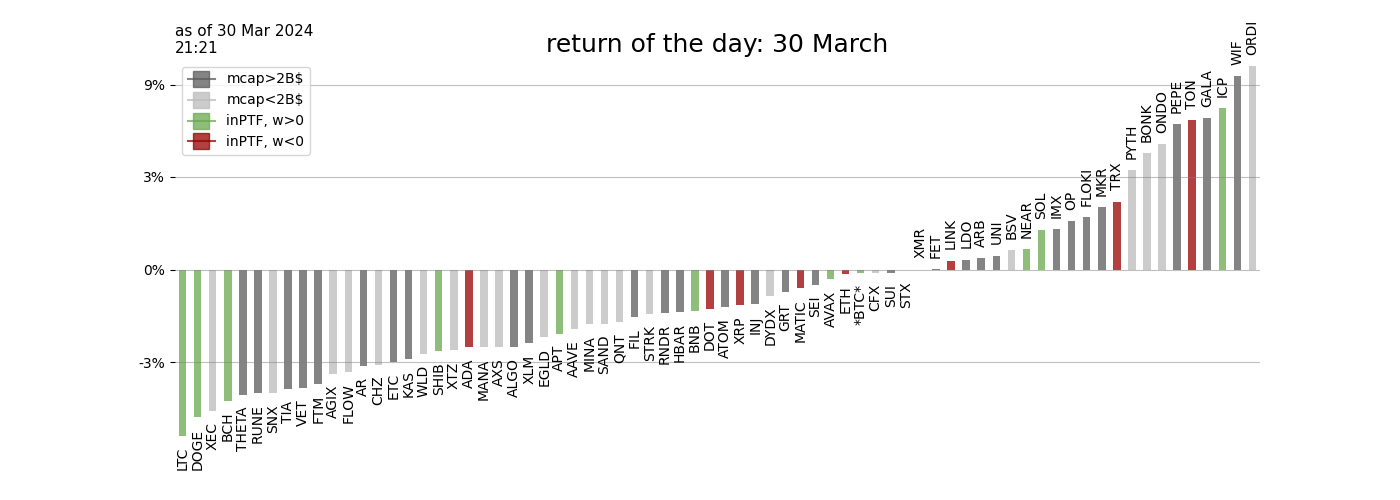 as of 30 Mar 2024
21:21
return of the day: 30 March
mcap>2B$
mcap<2B$
inPTF, w>0
inPTF, w<0
9%
3%
0%
-3%
LTC
DOGE
XEC
BCH
THETA
RUNE
SNX
TIA
VET
FTM
AGIX
FLOW
AR
CHZ
ETC
KAS
WLD
SHIB
XTZ
ADA
MANA
AXS
ALGO
XLM
EGLD
APT
AAVE
MINA
SAND
QNT
FIL
STRK
RNDR
HBAR
BNB
DOT
ATOM
XRP
INJ
DYDX
GRT
MATIC
SEI
AVAX
ETH
*BTC*
CFX
SUI
STX
XMR
FET
LINK
LDO
ARB
UNI
BSV
NEAR
SOL
IMX
OP
FLOKI
MKR
TRX
PYTH
BONK
ONDO
PEPE
TON
GALA
ICP
WIF
ORDI